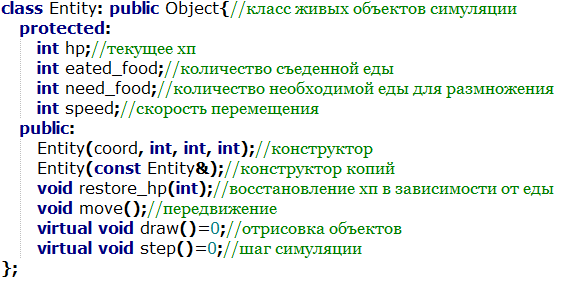 class Entity: public Object{//класс живых объектов симуляции
protected:
int hp;//текущее хп
int eated_food;//количество съеденной еды
int need_food;//количество необходимой еды для размножения
int speed;//скорость перемещения
public:
Entity(coord, int, int, int);//конструктор
Entity(const Entity&);//конструктор копий
void restore_hp(int);//восстановление хп в зависимости от еды
void move();//передвижение
virtual void draw()=0;//отрисовка объектов
virtual void step()=0;//шаг симуляции
};